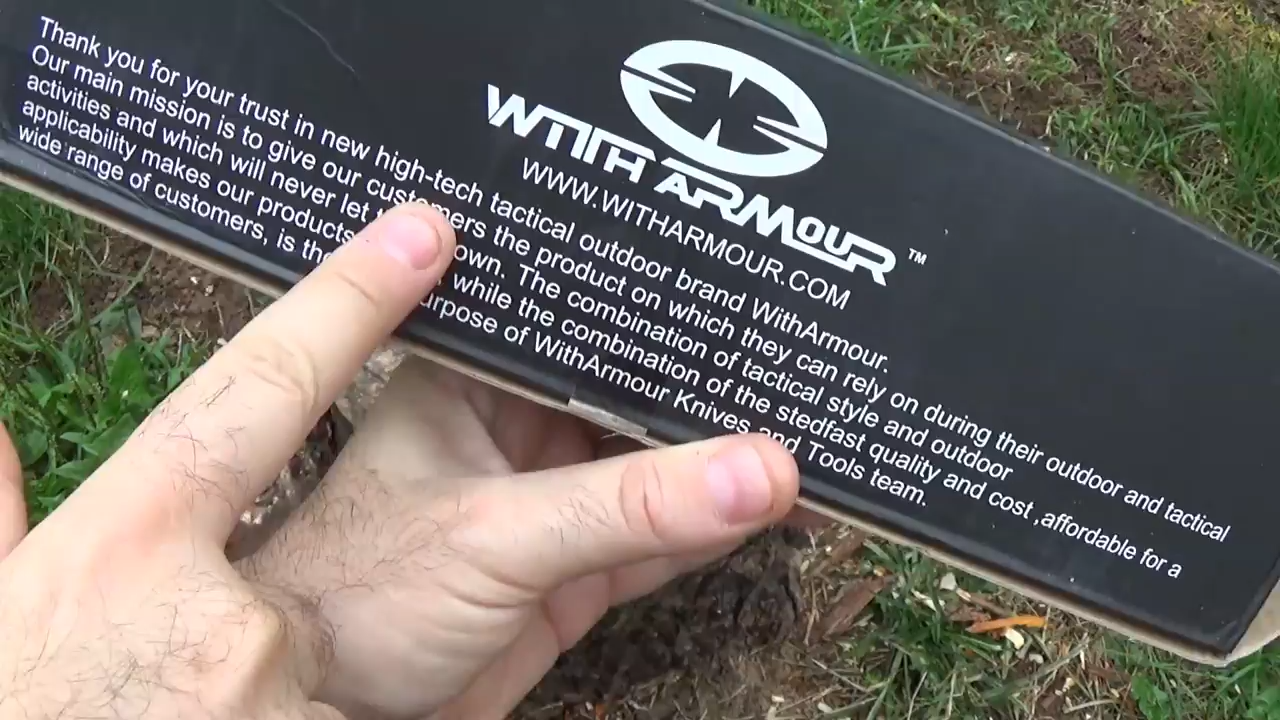 WITHARMOUR™
WWW.WITHARMOUR.COM
Thank you for your trust in new high-tech tactical outdoor brand WithArmour.
Our main mission is to give our customers the product on which they can rely on during their outdoor and tactical
activities and which will never let down. The combination of tactical style and outdoor
applicability makes our products while the combination of the stedfast quality and cost ,affordable for a
wide range of customers, is the purpose of WithArmour Knives and Tools team.